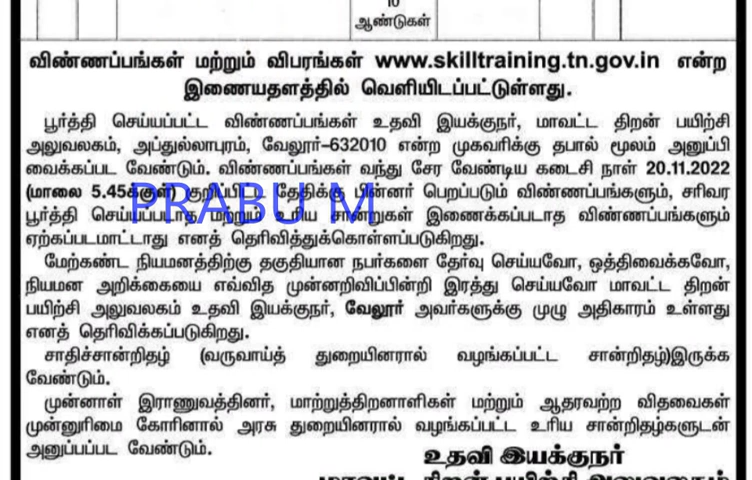 10
ஆண்டுகள்
விண்ணப்பங்கள் மற்றும் விபரங்கள் www.skilltraining.tn.gov.in என்ற
இணையதளத்தில் வெளியிடப்பட்டுள்ளது.
பூர்த்தி செய்யப்பட்ட விண்ணப்பங்கள் உதவி இயக்குநர், மாவட்ட திறன் பயிற்சி
அலுவலகம், அப்துல்லாபுரம், வேலூர்-632010 என்ற முகவரிக்கு தபால் மூலம் அனுப்பி
வைக்கப்பட வேண்டும். விண்ணப்பங்கள் வந்து சேர வேண்டிய கடைசி நாள் 20.11.2022
(மாலை 5.45க்குள்) குறிப்பிட்ட தேதிக்கு பின்னர் பெறப்படும் விண்ணப்பங்களும், சரிவர
PRABU M
பூர்த்தி செய்யப்படாத மற்றும் உரிய சான்றுகள் இணைக்கப்படாத விண்ணப்பங்களும்
ஏற்கப்படமாட்டாது எனத் தெரிவித்துக்கொள்ளப்படுகிறது.
மேற்கண்ட நியமனத்திற்கு தகுதியான நபர்களை தேர்வு செய்யவோ, ஒத்திவைக்கவோ,
நியமன அறிக்கையை எவ்வித முன்னறிவிப்பின்றி இரத்து செய்யவோ மாவட்ட திறன்
பயிற்சி அலுவலகம் உதவி இயக்குநர், வேலூர் அவர்களுக்கு முழு அதிகாரம் உள்ளது
எனத் தெரிவிக்கப்படுகிறது.
சாதிச்சான்றிதழ் (வருவாய்த் துறையினரால் வழங்கப்பட்ட சான்றிதழ்)இருக்க
வேண்டும்.
முன்னாள் இராணுவத்தினர், மாற்றுத்திறனாளிகள் மற்றும் ஆதரவற்ற விதவைகள்
முன்னுரிமை கோரினால் அரசு துறையினரால் வழங்கப்பட்ட உரிய சான்றிதழ்களுடன்
அனுப்பப்பட வேண்டும்.
உதவி இயக்குநர்
மாவட்ட திறன் பயிற்சி அலுவலகம்